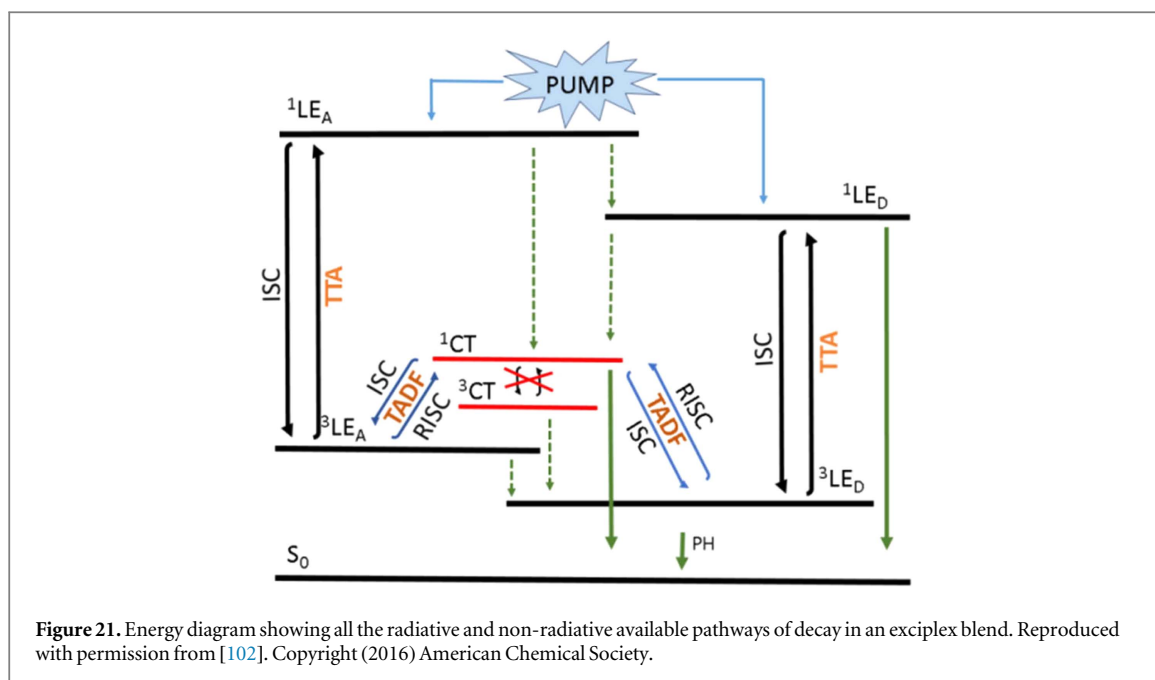 PUMP
¹LE_A
¹LE_D
ISC
TTA
¹CT
³CT
ISC
TADF
RISC
³LE_A
RISC
TADF
ISC
ISC
TTA
³LE_D
PH
S₀
Figure 21. Energy diagram showing all the radiative and non-radiative available pathways of decay in an exciplex blend. Reproduced
with permission from [102]. Copyright (2016) American Chemical Society.